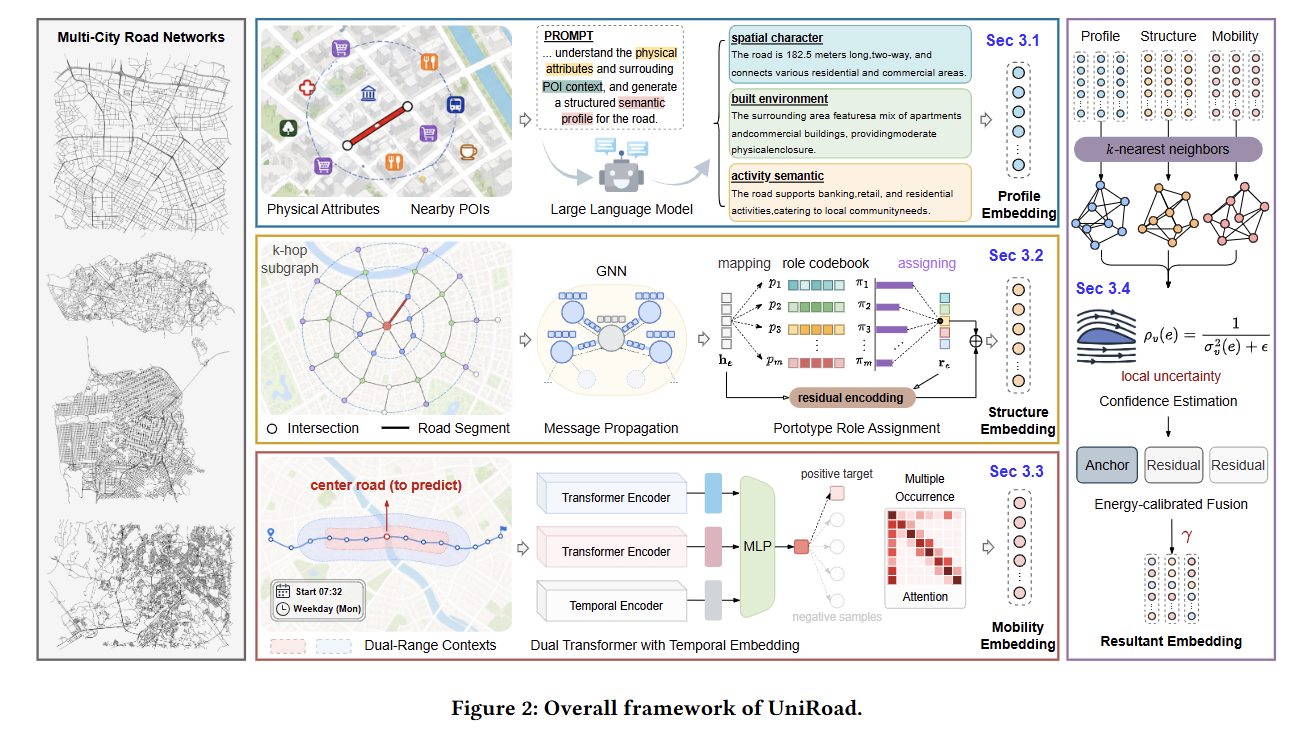 Multi-City Road Networks
Physical Attributes
Nearby POIs
PROMPT
... understand the physical
attributes and surrouding
POI context, and generate
a structured semantic
profile for the road.
Large Language Model
spatial character
The road is 182.5 meters long,two-way, and
connects various residential and commercial areas.
built environment
The surrounding area featuresa mix of apartments
andcommercial buildings, providingmoderate
physicalenclosure.
activity semantic
The road supports banking,retail, and residential
activities,catering to local communityneeds.
Sec 3.1
Profile
Embedding
k-hop
subgraph
Intersection
Road Segment
GNN
Message Propagation
mapping
role codebook
assigning
p₁
π₁
p₂
π₂
p₃
π₃
pₘ
πₘ
hₑ
rₑ
residual encodding
Portotype Role Assignment
Sec 3.2
Structure
Embedding
center road (to predict)
Start 07:32
Weekday (Mon)
Dual-Range Contexts
Transformer Encoder
Transformer Encoder
Temporal Encoder
MLP
positive target
negative samples
Multiple
Occurrence
Attention
Dual Transformer with Temporal Embedding
Sec 3.3
Mobility
Embedding
Profile Structure Mobility
k-nearest neighbors
Sec 3.4
ρᵥ(e) = 1 / (σᵥ²(e) + ϵ)
local uncertainty
Confidence Estimation
Anchor Residual Residual
Energy-calibrated Fusion
γ
Resultant Embedding
Figure 2: Overall framework of UniRoad.